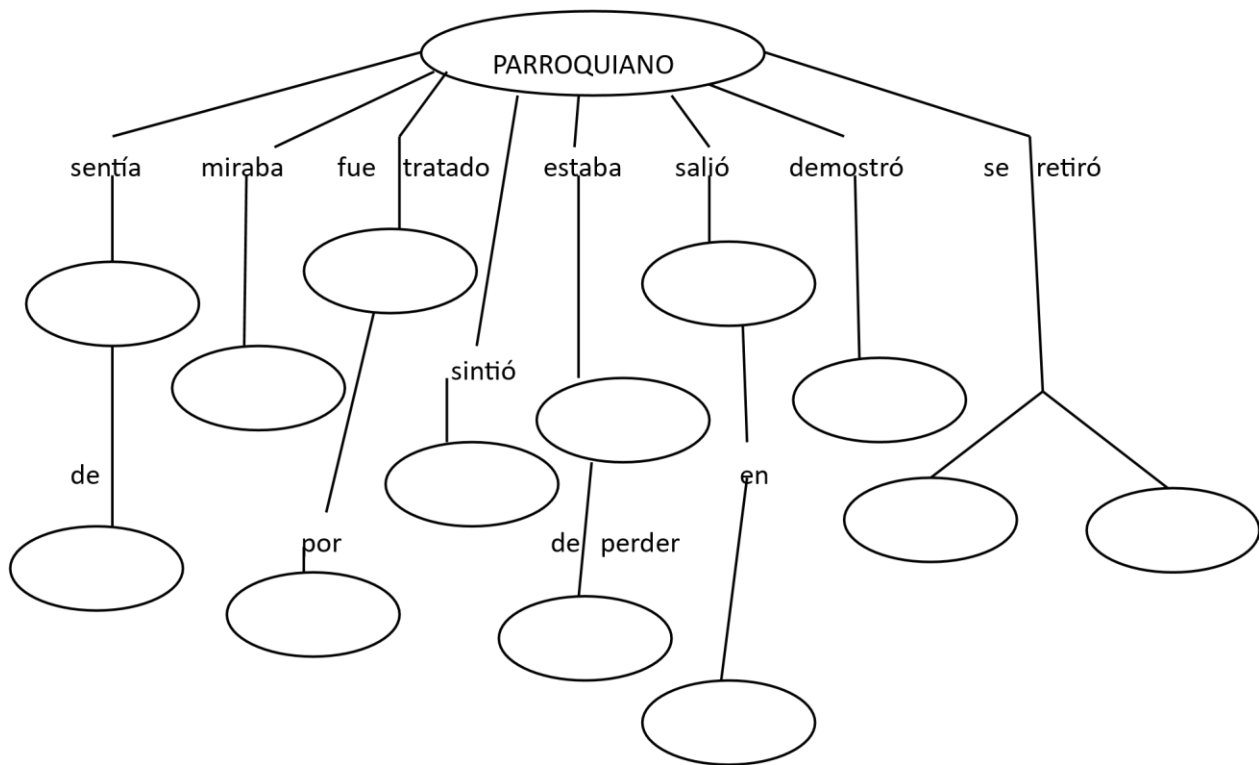 PARROQUIANO
sentía miraba fue tratado estaba salió demostró se retiró
sintió
de en
por de perder